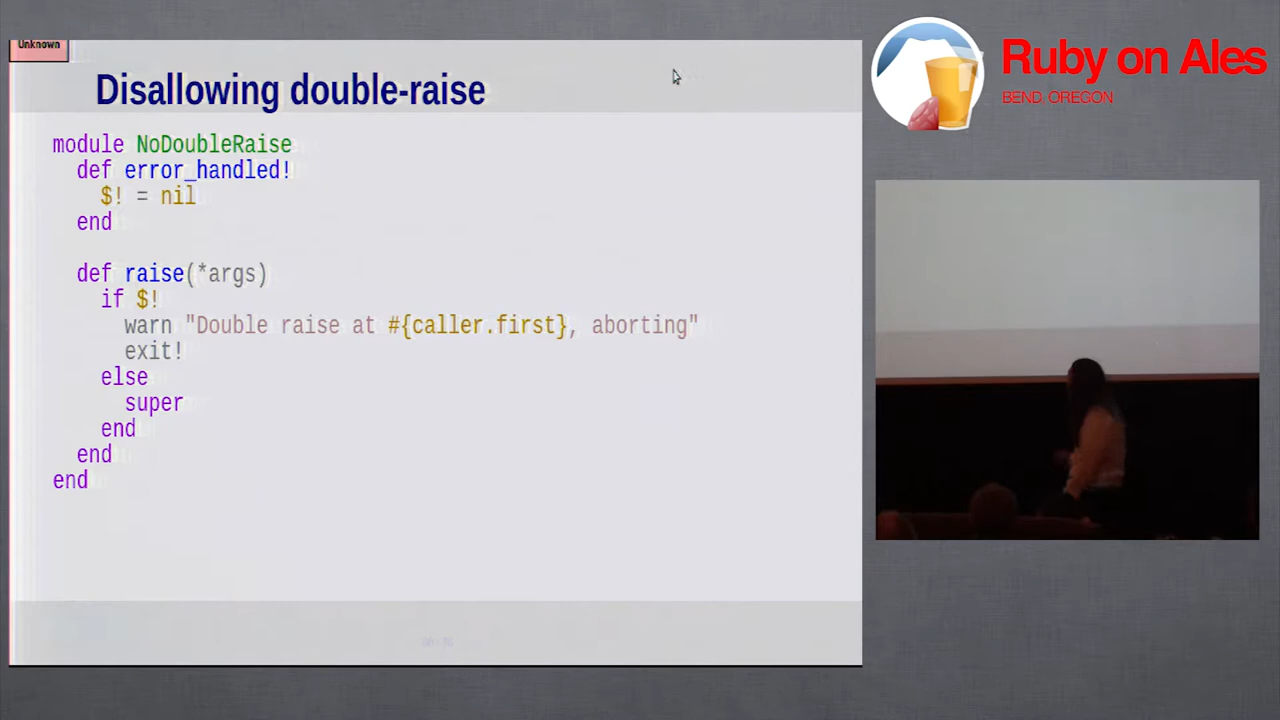 Unknown
Disallowing double-raise
module NoDoubleRaise
  def error_handled!
    $! = nil
  end
  def raise(*args)
    if $!
      warn "Double raise at #{caller.first}, aborting"
      exit!
    else
      super
    end
  end
end
Ruby on Ales
BEND, OREGON